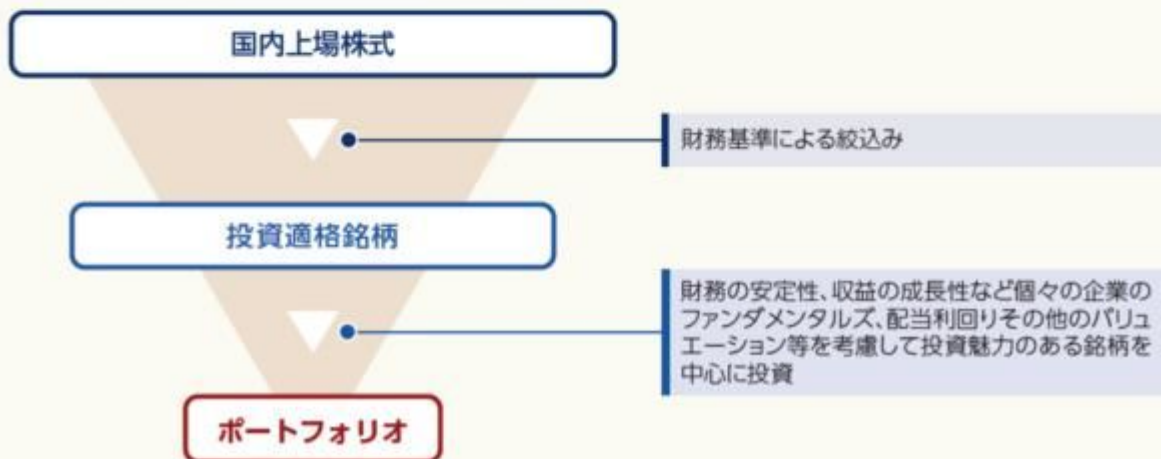 国内上場株式
財務基準による絞込み
投資適格銘柄
財務の安定性、収益の成長性など個々の企業の
ファンダメンタルズ、配当利回りその他のバリュ
エーション等を考慮して投資魅力のある銘柄を
中心に投資
ポートフォリオ